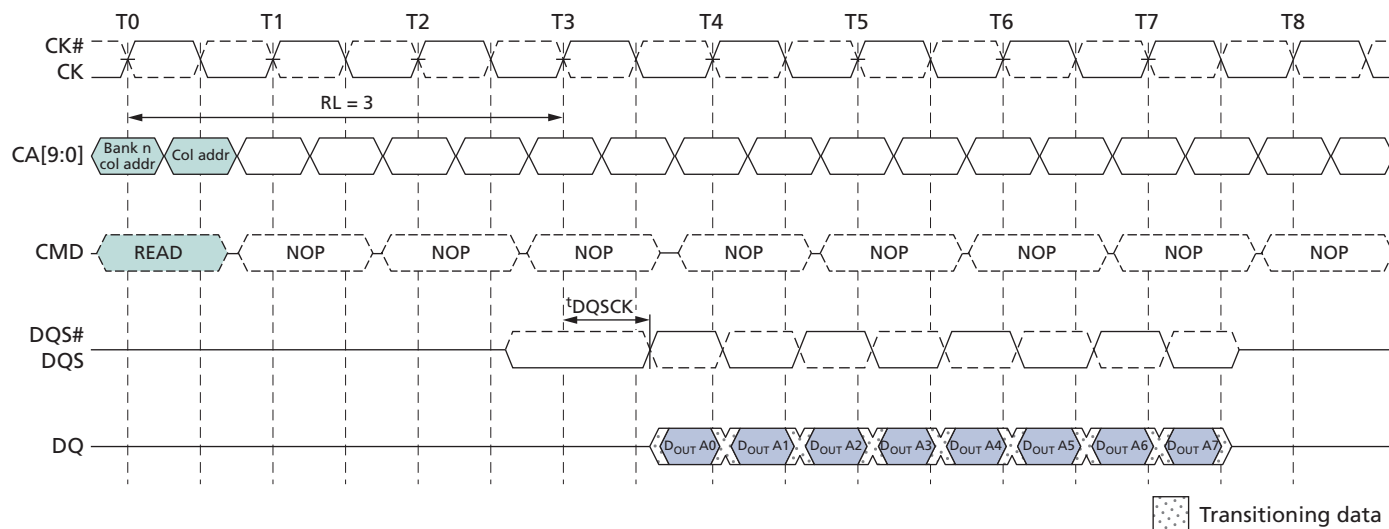 T0 T1 T2 T3 T4 T5 T6 T7 T8
CK#
CK
RL = 3
CA[9:0]
Bank n
col addr
Col addr
CMD
READ NOP NOP NOP NOP NOP NOP NOP NOP
tDQSCK
DQS#
DQS
DQ
DOUT A0 DOUT A1 DOUT A2 DOUT A3 DOUT A4 DOUT A5 DOUT A6 DOUT A7
Transitioning data